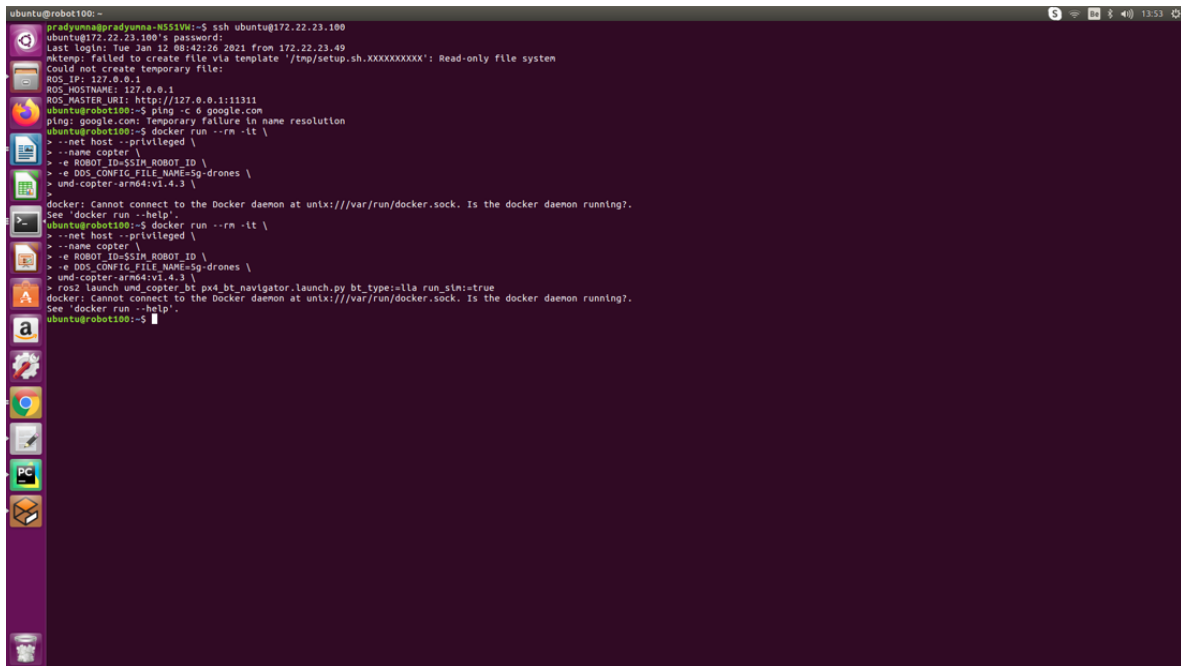 ubuntu@robot100: ~
13:53
pradyumna@pradyumna-N551VW:~$ ssh ubuntu@172.22.23.100
ubuntu@172.22.23.100's password:
Last login: Tue Jan 12 08:42:26 2021 from 172.22.23.49
mktemp: failed to create file via template '/tmp/setup.sh.XXXXXXXXXX': Read-only file system
Could not create temporary file:
ROS_IP: 127.0.0.1
ROS_HOSTNAME: 127.0.0.1
ROS_MASTER_URI: http://127.0.0.1:11311
ubuntu@robot100:~$ ping -c 6 google.com
ping: google.com: Temporary failure in name resolution
ubuntu@robot100:~$ docker run --rm -it \
> --net host --privileged \
> --name copter \
> -e ROBOT_ID=$SIM_ROBOT_ID \
> -e DDS_CONFIG_FILE_NAME=5g-drones \
> umd-copter-arm64:v1.4.3 \
>
docker: Cannot connect to the Docker daemon at unix:///var/run/docker.sock. Is the docker daemon running?.
See 'docker run --help'.
ubuntu@robot100:~$ docker run --rm -it \
> --net host --privileged \
> --name copter \
> -e ROBOT_ID=$SIM_ROBOT_ID \
> -e DDS_CONFIG_FILE_NAME=5g-drones \
> umd-copter-arm64:v1.4.3 \
> ros2 launch umd_copter_bt px4_bt_navigator.launch.py bt_type:=lla run_sim:=true
docker: Cannot connect to the Docker daemon at unix:///var/run/docker.sock. Is the docker daemon running?.
See 'docker run --help'.
ubuntu@robot100:~$